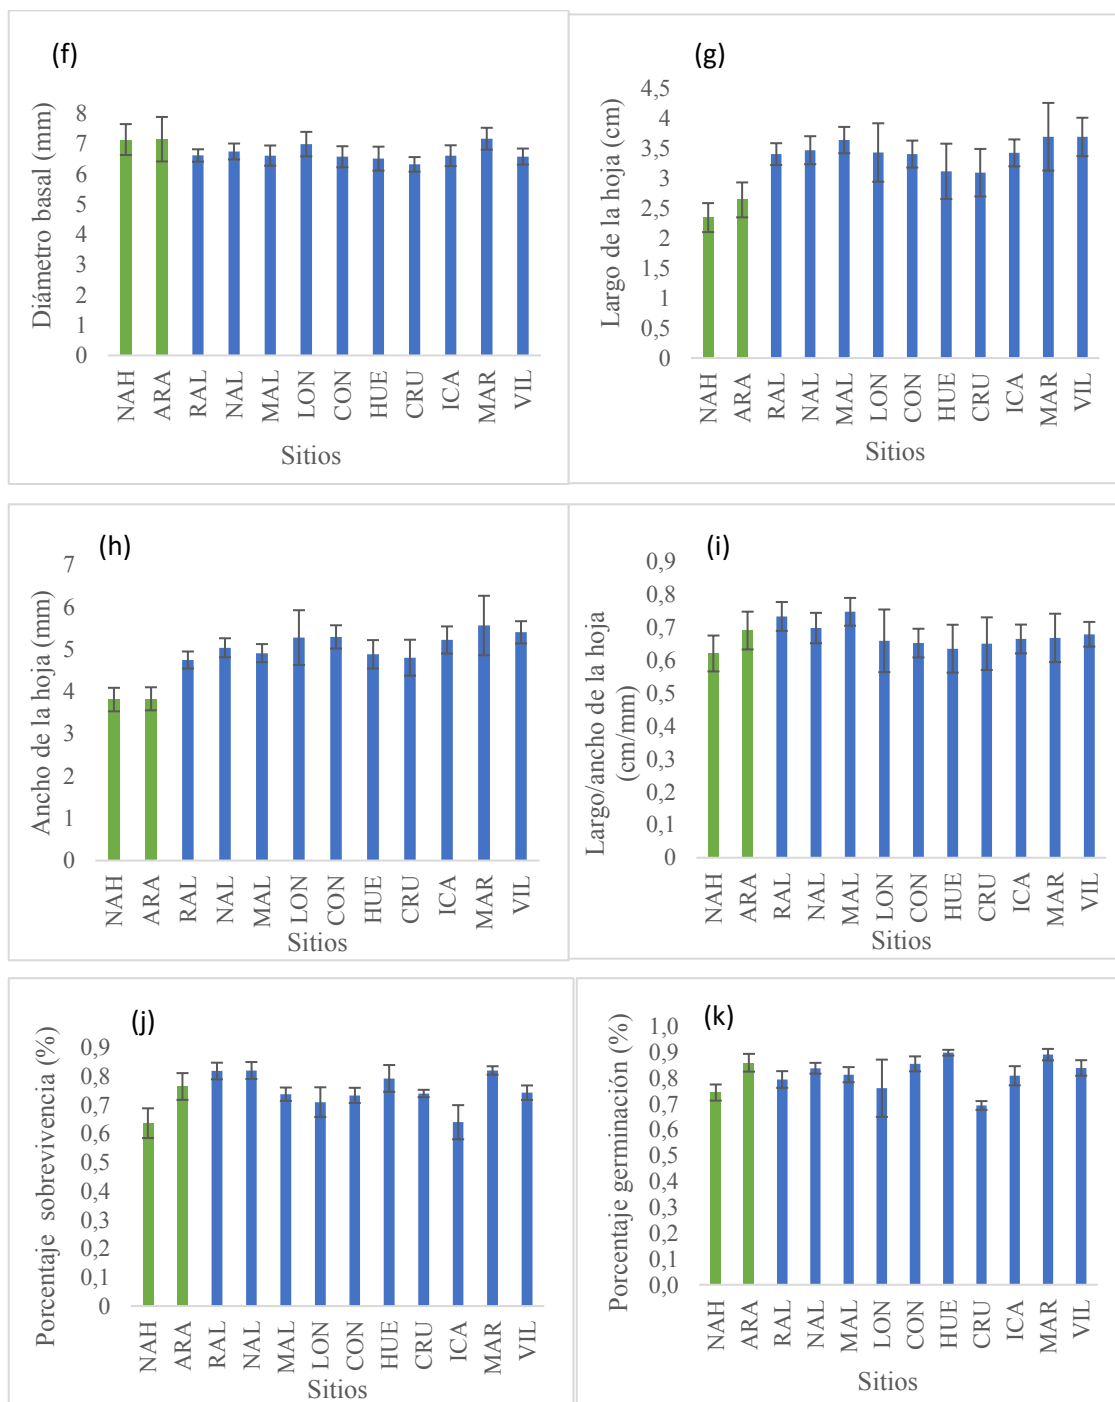 (f)
Diámetro basal (mm)
8
7
6
5
4
3
2
1
0
NAH
ARA
RAL
NAL
MAL
LON
CON
HUE
CRU
ICA
MAR
VIL
Sitios
(g)
Largo de la hoja (cm)
4,5
4
3,5
3
2,5
2
1,5
1
0,5
0
NAH
ARA
RAL
NAL
MAL
LON
CON
HUE
CRU
ICA
MAR
VIL
Sitios
(h)
Ancho de la hoja (mm)
7
6
5
4
3
2
1
0
NAH
ARA
RAL
NAL
MAL
LON
CON
HUE
CRU
ICA
MAR
VIL
Sitios
(i)
Largo/ancho de la hoja
(cm/mm)
0,9
0,8
0,7
0,6
0,5
0,4
0,3
0,2
0,1
0
NAH
ARA
RAL
NAL
MAL
LON
CON
HUE
CRU
ICA
MAR
VIL
Sitios
(j)
Porcentaje sobrevivencia (%)
0,9
0,8
0,7
0,6
0,5
0,4
0,3
0,2
0,1
0
NAH
ARA
RAL
NAL
MAL
LON
CON
HUE
CRU
ICA
MAR
VIL
Sitios
(k)
Porcentaje germinación (%)
1,0
0,9
0,8
0,7
0,6
0,5
0,4
0,3
0,2
0,1
0,0
NAH
ARA
RAL
NAL
MAL
LON
CON
HUE
CRU
ICA
MAR
VIL
Sitios